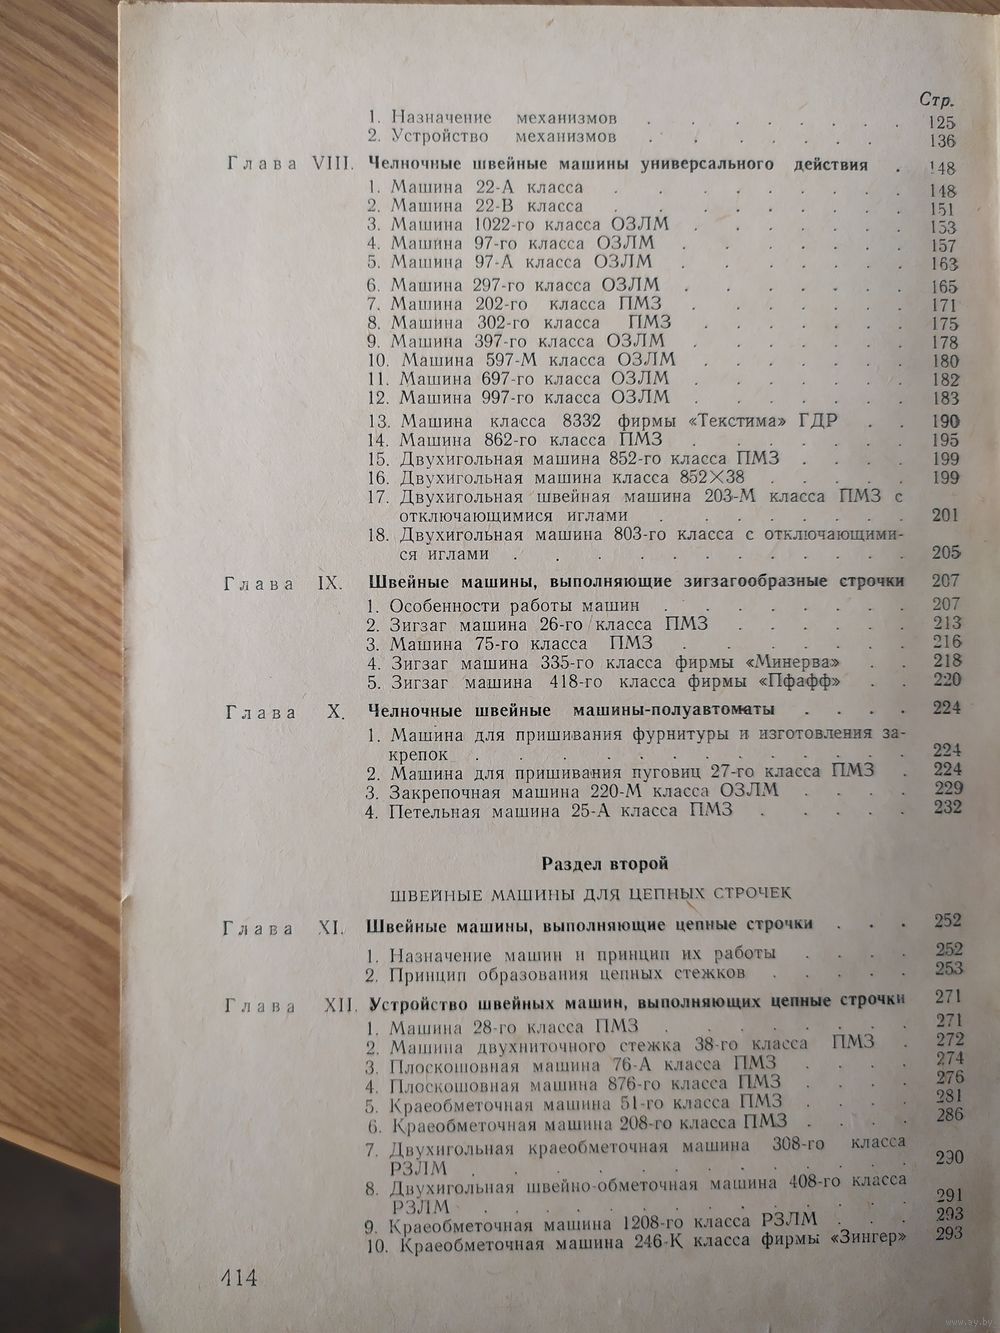 Стр.
1. Назначение механизмов . . . . . . . . 125
2. Устройство механизмов . . . . . . . 136
Глава VIII. Челночные швейные машины универсального действия . 148
1. Машина 22-А класса . . . . . . . . 148
2. Машина 22-В класса . . . . . . . . 151
3. Машина 1022-го класса ОЗЛМ . . . . . . 153
4. Машина 97-го класса ОЗЛМ . . . . . . 157
5. Машина 97-А класса ОЗЛМ . . . . . . 163
6. Машина 297-го класса ОЗЛМ . . . . . . 165
7. Машина 202-го класса ПМЗ . . . . . . 171
8. Машина 302-го класса ПМЗ . . . . . . 175
9. Машина 397-го класса ОЗЛМ . . . . . . 178
10. Машина 597-М класса ОЗЛМ . . . . . . 180
11. Машина 697-го класса ОЗЛМ . . . . . . 182
12. Машина 997-го класса ОЗЛМ . . . . . . 183
13. Машина класса 8332 фирмы «Текстима» ГДР . . 190
14. Машина 862-го класса ПМЗ . . . . . . 195
15. Двухигольная машина 852-го класса ПМЗ . . . . 199
16. Двухигольная машина класса 852×38 . . . . . 199
17. Двухигольная швейная машина 203-М класса ПМЗ с
отключающимися иглами . . . . . . . . 201
18. Двухигольная машина 803-го класса с отключающими-
ся иглами . . . . . . . . . . 205
Глава IX. Швейные машины, выполняющие зигзагообразные строчки 207
1. Особенности работы машин . . . . . . . 207
2. Зигзаг машина 26-го класса ПМЗ . . . . . 213
3. Машина 75-го класса ПМЗ . . . . . . 216
4. Зигзаг машина 335-го класса фирмы «Минерва» . . 218
5. Зигзаг машина 418-го класса фирмы «Пфафф» . . 220
Глава X. Челночные швейные машины-полуавтоматы . . . . 224
1. Машина для пришивания фурнитуры и изготовления за-
крепок . . . . . . . . . . . 224
2. Машина для пришивания пуговиц 27-го класса ПМЗ . 224
3. Закрепочная машина 220-М класса ОЗЛМ . . . . 229
4. Петельная машина 25-А класса ПМЗ . . . . . 232
Раздел второй
ШВЕЙНЫЕ МАШИНЫ ДЛЯ ЦЕПНЫХ СТРОЧЕК
Глава XI. Швейные машины, выполняющие цепные строчки . . . 252
1. Назначение машин и принцип их работы . . . . 252
2. Принцип образования цепных стежков . . . . . 253
Глава XII. Устройство швейных машин, выполняющих цепные строчки 271
1. Машина 28-го класса ПМЗ . . . . . . . 271
2. Машина двухниточного стежка 38-го класса ПМЗ . 272
3. Плоскошовная машина 76-А класса ПМЗ . . . . 274
4. Плоскошовная машина 876-го класса ПМЗ . . . . 276
5. Краеобметочная машина 51-го класса ПМЗ . . . . 281
6. Краеобметочная машина 208-го класса ПМЗ . . . . 286
7. Двухигольная краеобметочная машина 308-го класса
РЗЛМ . . . . . . . . . . . 290
8. Двухигольная швейно-обметочная машина 408-го класса
РЗЛМ . . . . . . . . . . . 291
9. Краеобметочная машина 1208-го класса РЗЛМ . . . 293
10. Краеобметочная машина 246-К класса фирмы «Зингер» 293
414
www.ay.by